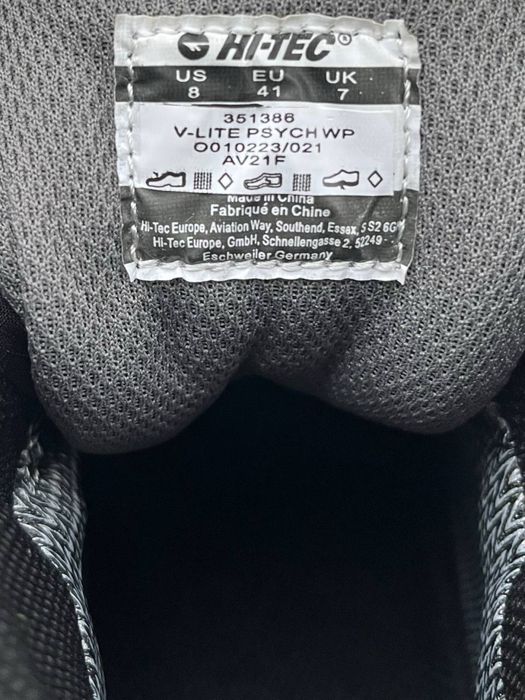 HI-TEC®
US EU UK
8 41 7
351386
V-LITE PSYCH WP
O010223/021
AV21F
Made in China
Fabriqué en Chine
Hi-Tec Europe, Aviation Way, Southend, Essex, SS2 6G
Hi-Tec Europe, GmbH, Schnellengasse 2, 52249 -
Eschweiler Germany